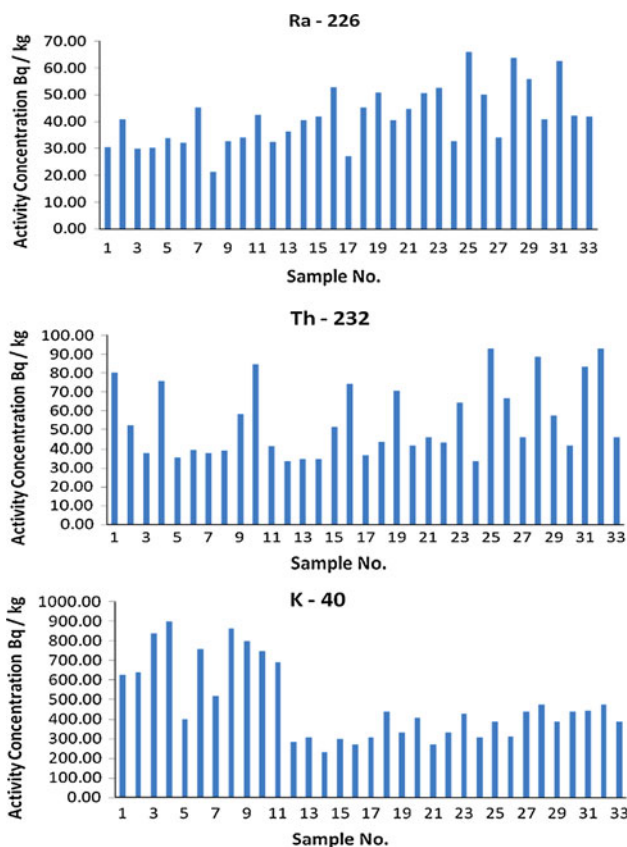 Ra - 226
Activity Concentration Bq / kg
70.00
60.00
50.00
40.00
30.00
20.00
10.00
0.00
1 3 5 7 9 11 13 15 17 19 21 23 25 27 29 31 33
Sample No.
Th - 232
Activity Concentration Bq / kg
100.00
90.00
80.00
70.00
60.00
50.00
40.00
30.00
20.00
10.00
0.00
1 3 5 7 9 11 13 15 17 19 21 23 25 27 29 31 33
Sample No.
K - 40
Activity Concentration Bq / kg
1000.00
900.00
800.00
700.00
600.00
500.00
400.00
300.00
200.00
100.00
0.00
1 3 5 7 9 11 13 15 17 19 21 23 25 27 29 31 33
Sample No.